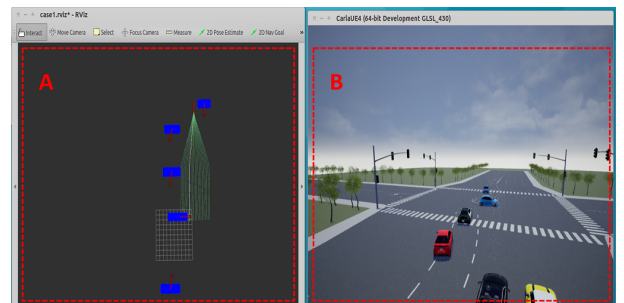 case1.rviz* - RViz
Interact Move Camera Select Focus Camera Measure 2D Pose Estimate 2D Nav Goal »
A
CarlaUE4 (64-bit Development GLSL_430)
B